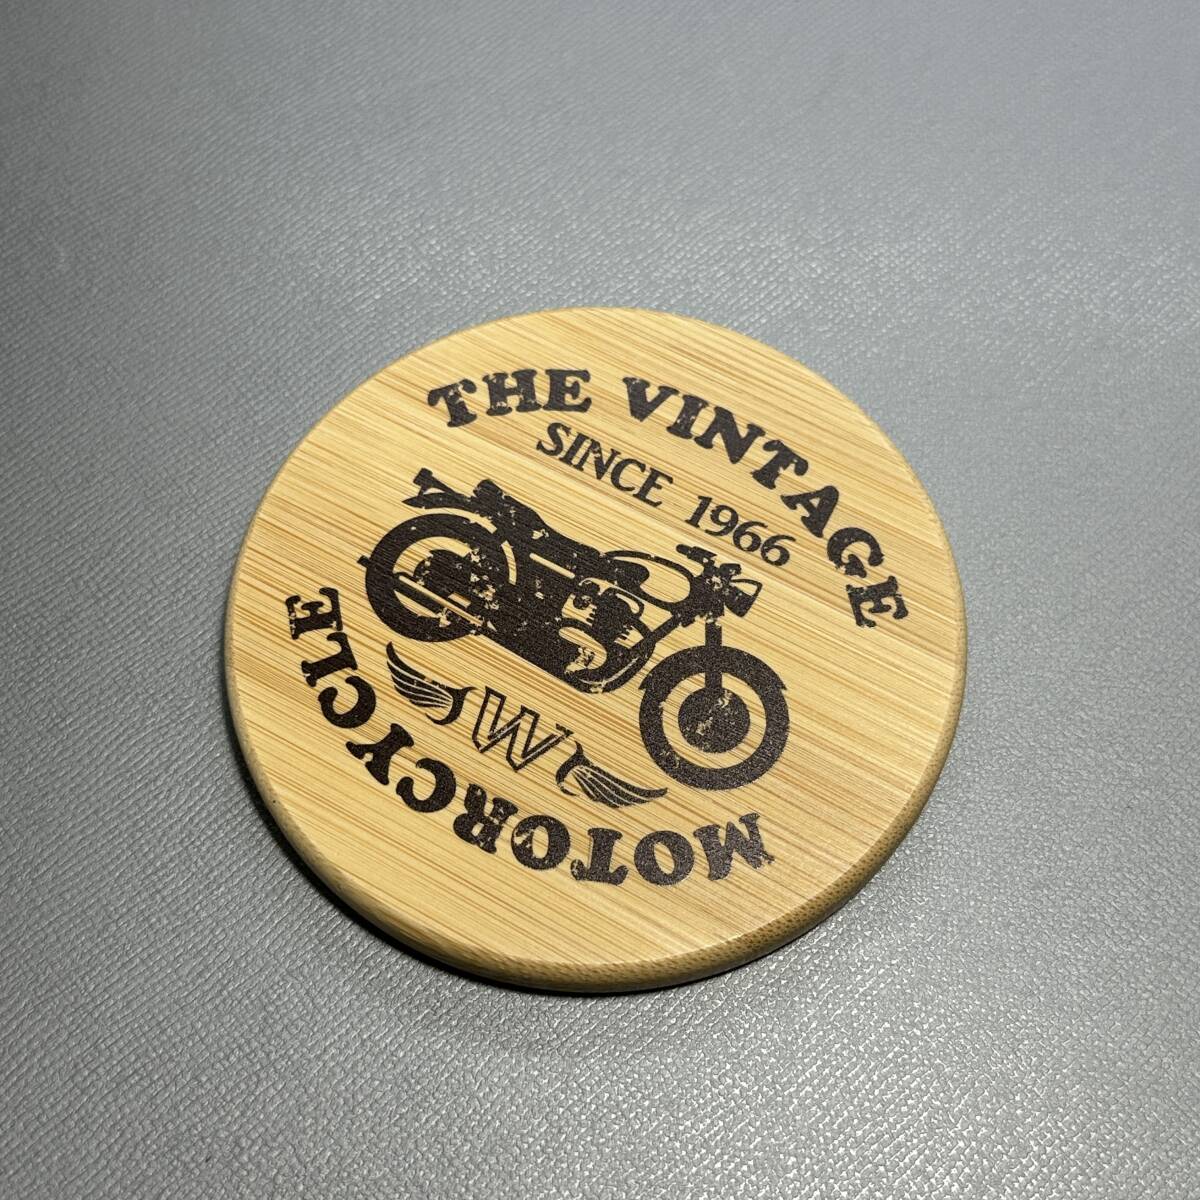 THE VINTAGE
SINCE 1966
W
MOTORCYCLE